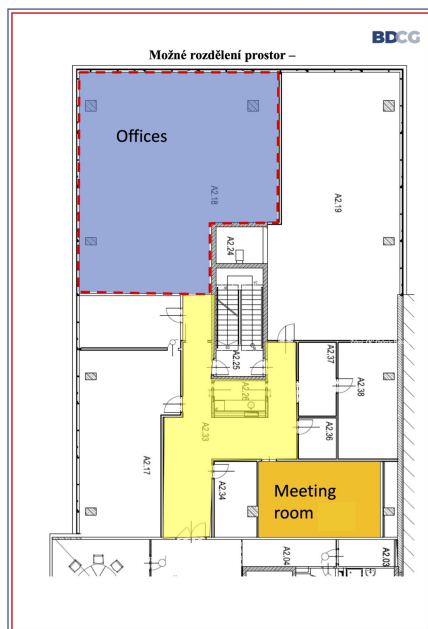 BDCG
Možné rozdělení prostor –
Offices
A2.18
A2.19
A2.24
A2.25
A2.37
A2.38
A2.26
A2.36
A2.33
A2.17
A2.34
Meeting
room
A2.04
A2.03